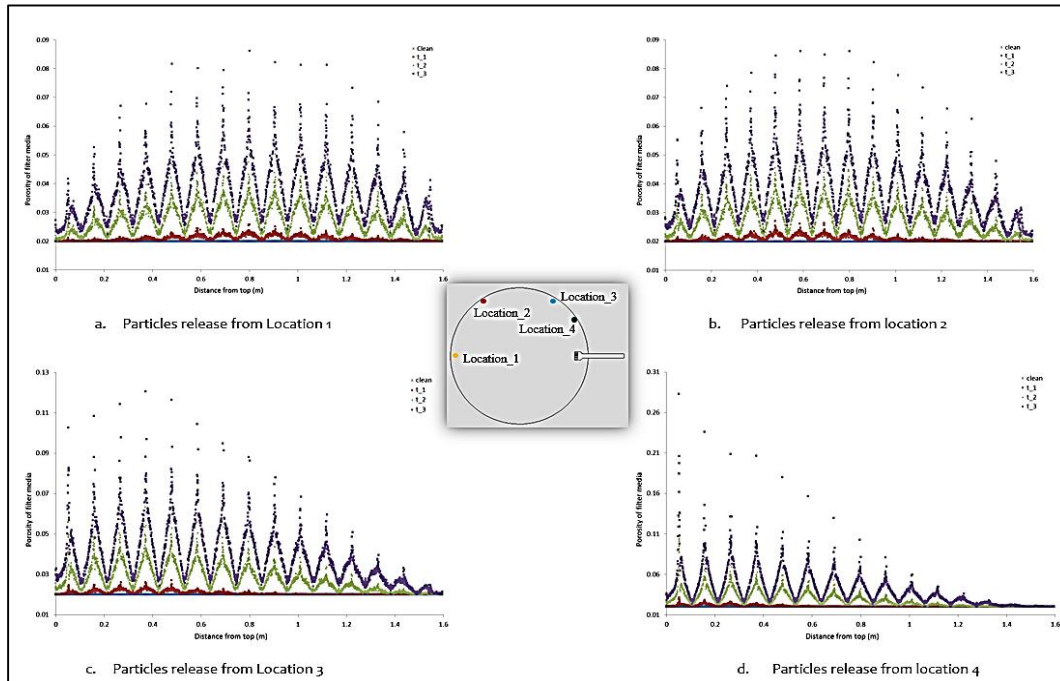 0.09
0.08
0.07
0.06
0.05
0.04
0.03
0.02
0.01
Porosity of filter media
0 0.2 0.4 0.6 0.8 1 1.2 1.4 1.6
Distance from top (m)
Clean
t_1
t_2
t_3
a. Particles release from Location 1
0.09
0.08
0.07
0.06
0.05
0.04
0.03
0.02
0.01
Porosity of filter media
0 0.2 0.4 0.6 0.8 1 1.2 1.4 1.6
Distance from top (m)
clean
t_1
t_2
t_3
b. Particles release from location 2
Location_3
Location_2
Location_4
Location_1
0.13
0.11
0.09
0.07
0.05
0.03
0.01
Porosity of filter media
0 0.2 0.4 0.6 0.8 1 1.2 1.4 1.6
Distance from top (m)
clean
t_1
t_2
t_3
c. Particles release from Location 3
0.31
0.26
0.21
0.16
0.11
0.06
0.01
Porosity of filter media
0 0.2 0.4 0.6 0.8 1 1.2 1.4 1.6
Distance from top (m)
clean
t_1
t_2
t_3
d. Particles release from location 4